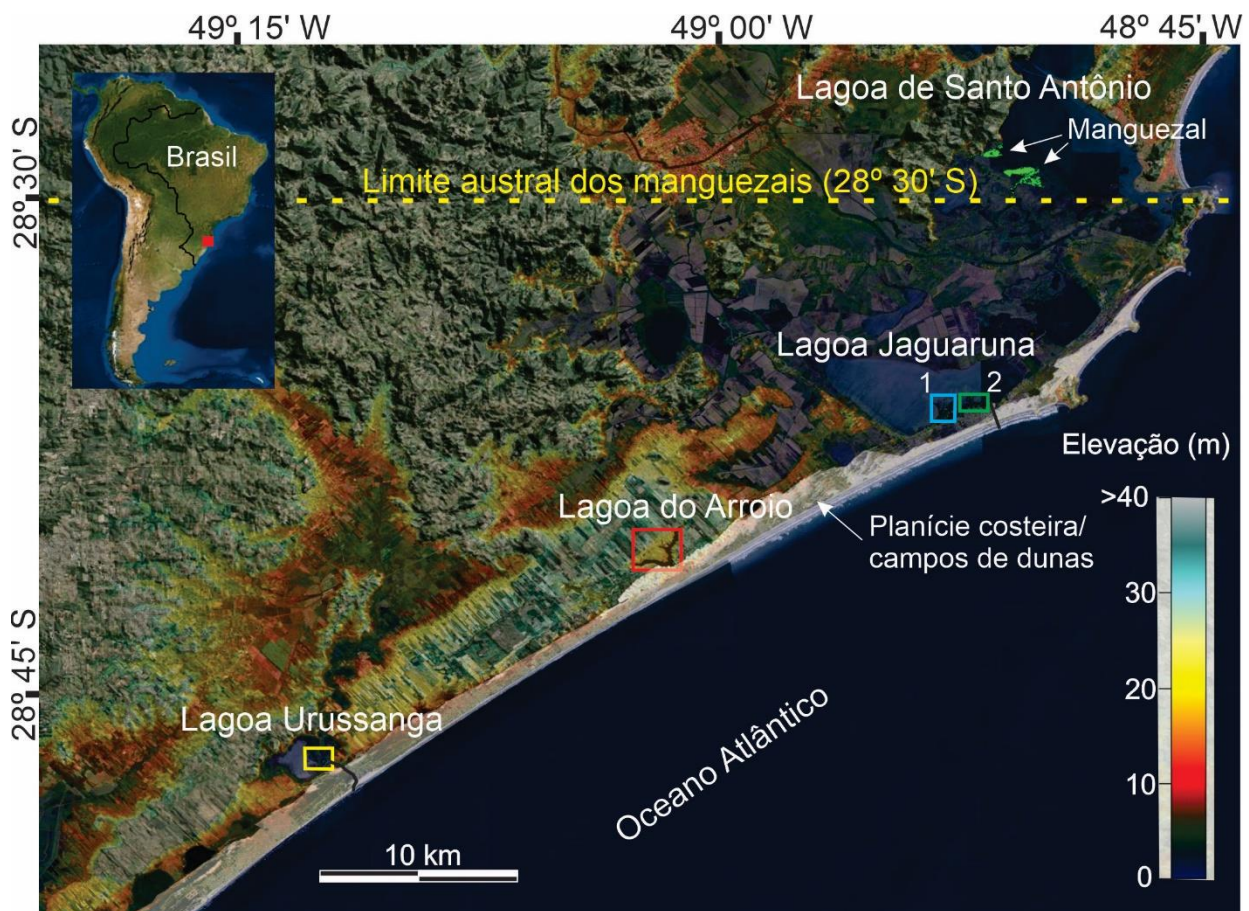 49º 15' W
49º 00' W
48º 45' W
28º 30' S
28º 45' S
Brasil
Lagoa de Santo Antônio
Manguezal
Limite austral dos manguezais (28º 30' S)
Lagoa Jaguaruna
1
2
Elevação (m)
>40
30
20
10
0
Lagoa do Arroio
Planície costeira/
campos de dunas
Lagoa Urussanga
Oceano Atlântico
10 km